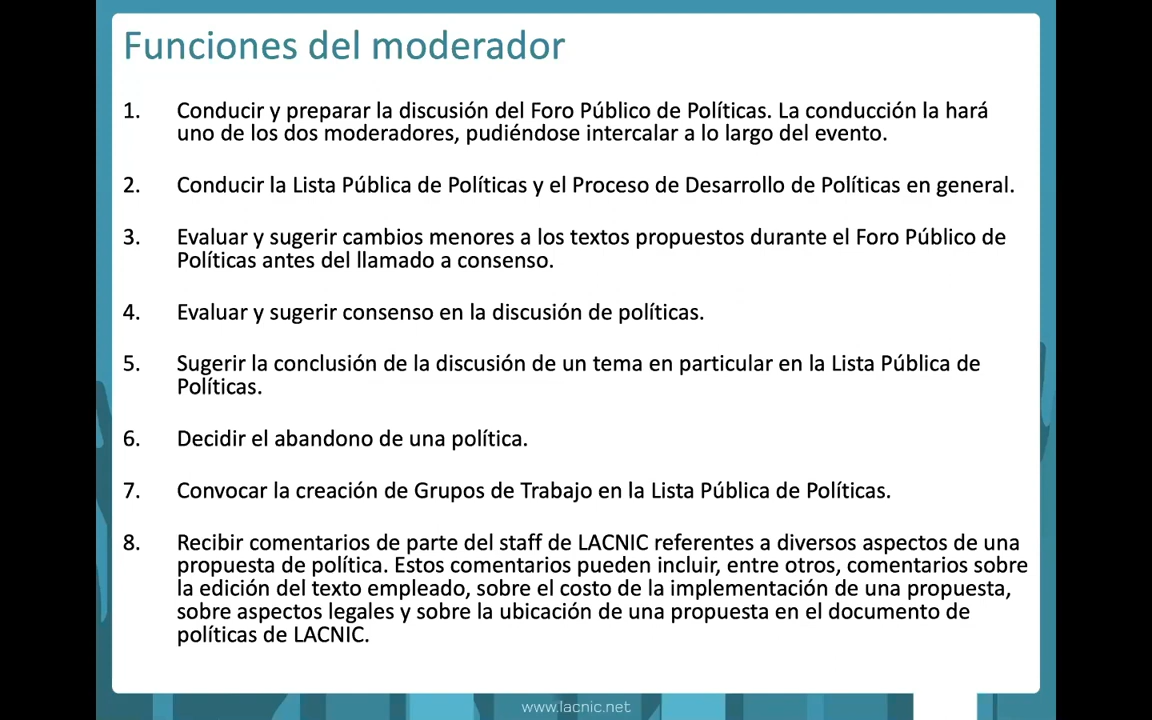 Funciones del moderador
1. Conducir y preparar la discusión del Foro Público de Políticas. La conducción la hará
uno de los dos moderadores, pudiéndose intercalar a lo largo del evento.
2. Conducir la Lista Pública de Políticas y el Proceso de Desarrollo de Políticas en general.
3. Evaluar y sugerir cambios menores a los textos propuestos durante el Foro Público de
Políticas antes del llamado a consenso.
4. Evaluar y sugerir consenso en la discusión de políticas.
5. Sugerir la conclusión de la discusión de un tema en particular en la Lista Pública de
Políticas.
6. Decidir el abandono de una política.
7. Convocar la creación de Grupos de Trabajo en la Lista Pública de Políticas.
8. Recibir comentarios de parte del staff de LACNIC referentes a diversos aspectos de una
propuesta de política. Estos comentarios pueden incluir, entre otros, comentarios sobre
la edición del texto empleado, sobre el costo de la implementación de una propuesta,
sobre aspectos legales y sobre la ubicación de una propuesta en el documento de
políticas de LACNIC.
www.lacnic.net